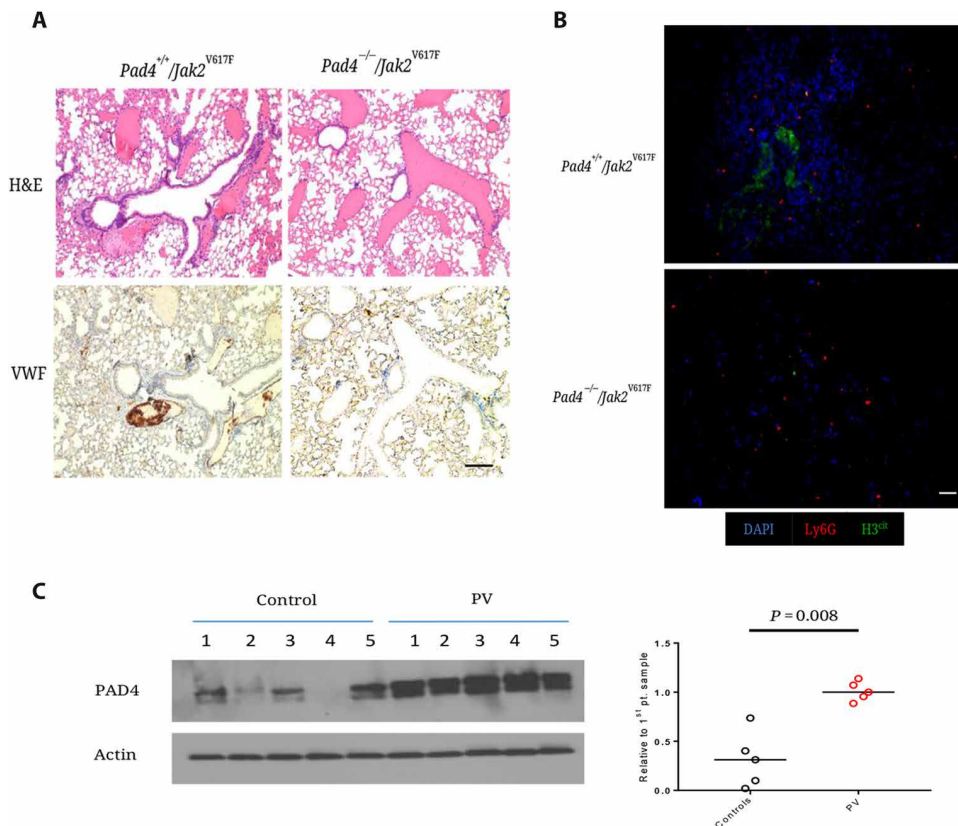 A
Pad4+/+/Jak2V617F
Pad4−/−/Jak2V617F
H&E
VWF
B
Pad4+/+/Jak2V617F
Pad4−/−/Jak2V617F
DAPI Ly6G H3cit
C
Control PV
1 2 3 4 5 1 2 3 4 5
PAD4
Actin
P = 0.008
Relative to 1st pt. sample
1.5
1.0
0.5
0.0
Controls
PV